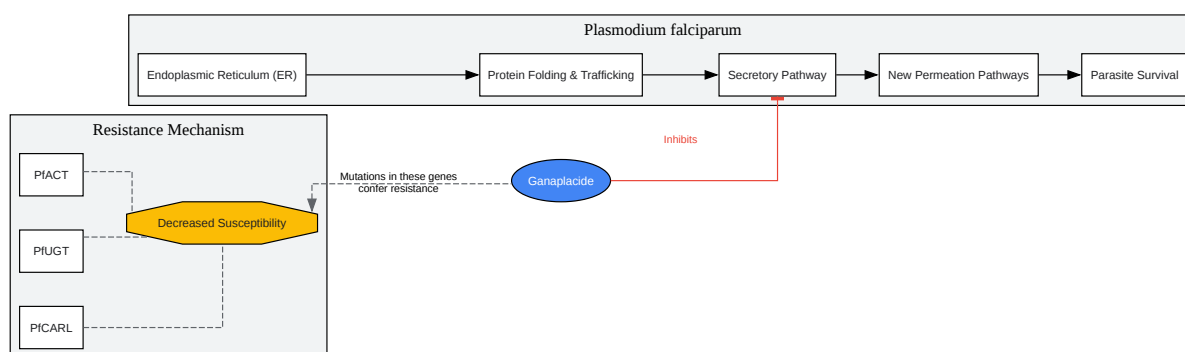 Plasmodium falciparum
Endoplasmic Reticulum (ER)
Protein Folding & Trafficking
Secretory Pathway
New Permeation Pathways
Parasite Survival
Resistance Mechanism
PfACT
PfUGT
PfCARL
Decreased Susceptibility
Mutations in these genes
confer resistance
Ganaplacide
Inhibits